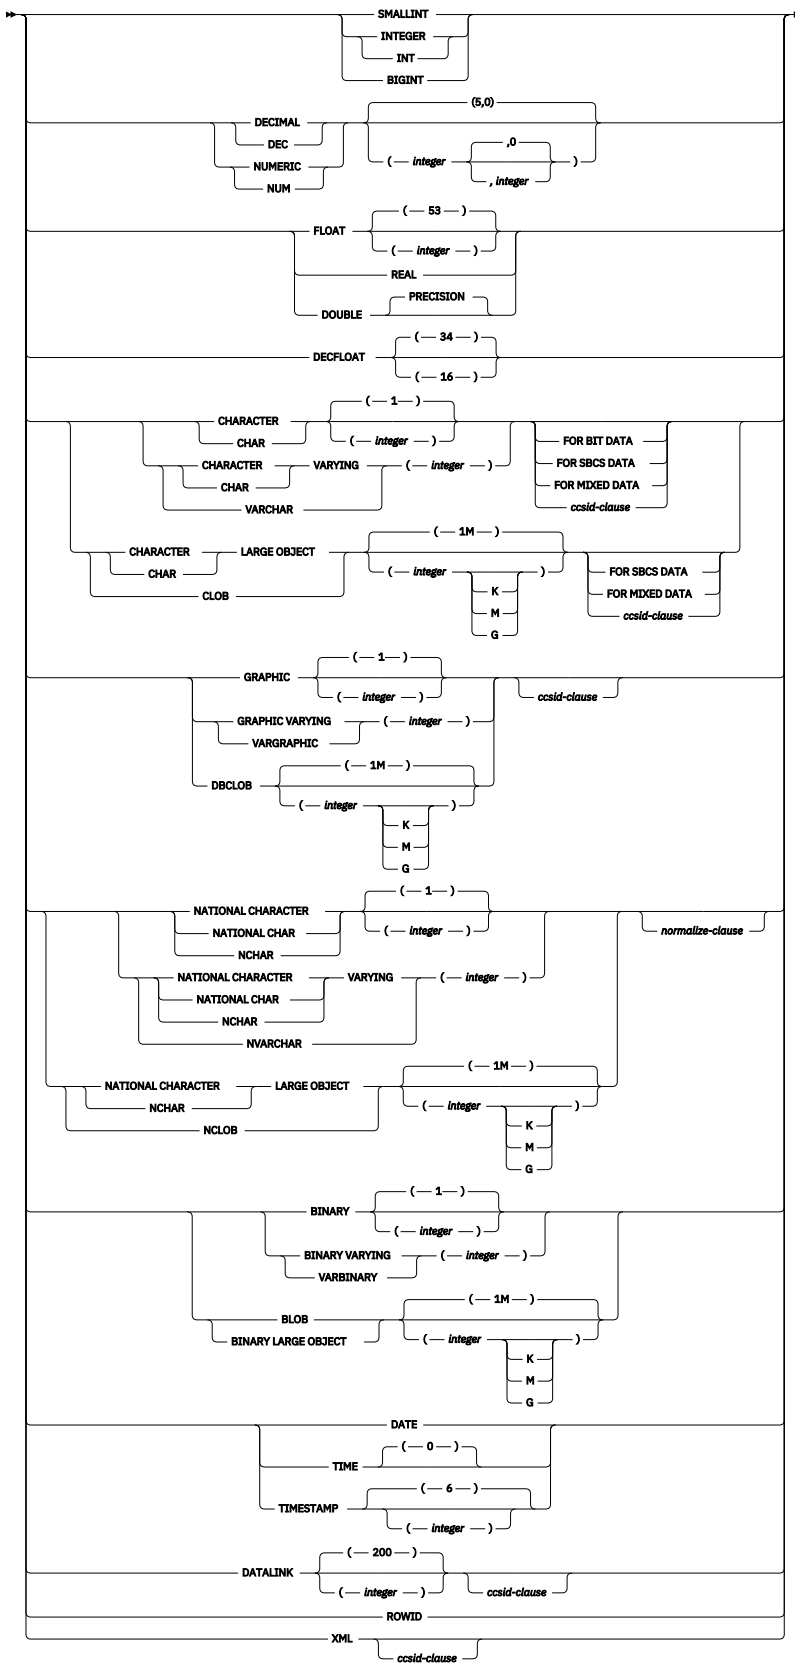 SMALLINT
INTEGER
INT
BIGINT
(5,0)
DECIMAL
DEC
,0
( integer )
NUMERIC
, integer
NUM
( 53 )
FLOAT
( integer )
REAL
PRECISION
DOUBLE
( 34 )
DECFLOAT
( 16 )
( 1 )
CHARACTER
( integer ) FOR BIT DATA
CHAR
CHARACTER VARYING ( integer ) FOR SBCS DATA
CHAR FOR MIXED DATA
VARCHAR ccsid-clause
( 1M )
CHARACTER LARGE OBJECT
CHAR ( integer ) FOR SBCS DATA
K
CLOB FOR MIXED DATA
M ccsid-clause
G
( 1 )
GRAPHIC
( integer ) ccsid-clause
GRAPHIC VARYING ( integer )
VARGRAPHIC
( 1M )
DBCLOB
( integer )
K
M
G
( 1 )
NATIONAL CHARACTER
NATIONAL CHAR ( integer ) normalize-clause
NCHAR
NATIONAL CHARACTER VARYING ( integer )
NATIONAL CHAR
NCHAR
NVARCHAR
( 1M )
NATIONAL CHARACTER LARGE OBJECT
NCHAR ( integer )
K
NCLOB
M
G
( 1 )
BINARY
( integer )
BINARY VARYING ( integer )
VARBINARY
( 1M )
BLOB
BINARY LARGE OBJECT ( integer )
K
M
G
DATE
( 0 )
TIME
( 6 )
TIMESTAMP
( integer )
( 200 )
DATALINK
( integer ) ccsid-clause
ROWID
XML
ccsid-clause